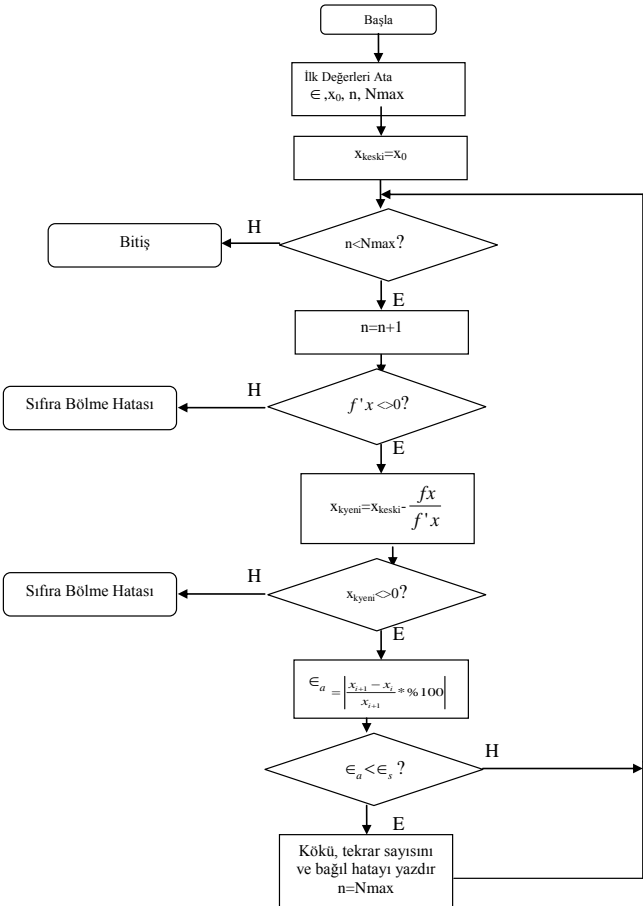 Başla
İlk Değerleri Ata
∈ ,x₀, n, Nmax
xkeski=x₀
n<Nmax?
H
Bitiş
E
n=n+1
f ' x <>0?
H
Sıfıra Bölme Hatası
E
xkyeni=xkeski- fx / f ' x
xkyeni<>0?
H
Sıfıra Bölme Hatası
E
∈a = |(xi+1 − xi) / xi+1 * %100|
∈a < ∈s ?
H
E
Kökü, tekrar sayısını
ve bağıl hatayı yazdır
n=Nmax